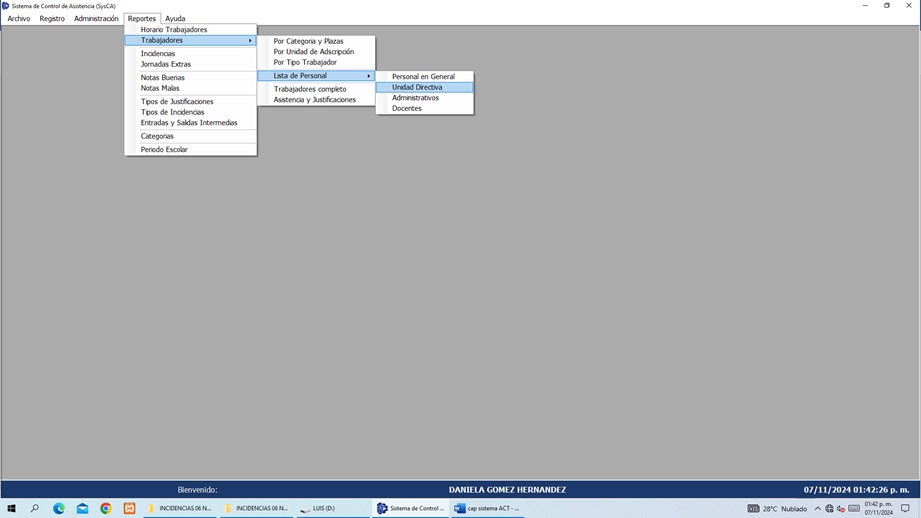 Sistema de Control de Asistencia (SysCA)
Archivo Registro Administración Reportes Ayuda
Horario Trabajadores
Trabajadores
Incidencias
Jornadas Extras
Notas Buenas
Notas Malas
Tipos de Justificaciones
Tipos de Incidencias
Entradas y Salidas Intermedias
Categorias
Periodo Escolar
Por Categoria y Plazas
Por Unidad de Adscripción
Por Tipo Trabajador
Lista de Personal
Trabajadores completo
Asistencia y Justificaciones
Personal en General
Unidad Directiva
Administrativos
Docentes
Bienvenido: DANIELA GOMEZ HERNANDEZ 07/11/2024 01:42:26 p. m.
INCIDENCIAS 06 N... INCIDENCIAS 06 N... LUIS (D:) Sistema de Control ... cap sistema ACT - ... 28°C Nublado 01:42 p. m.
07/11/2024